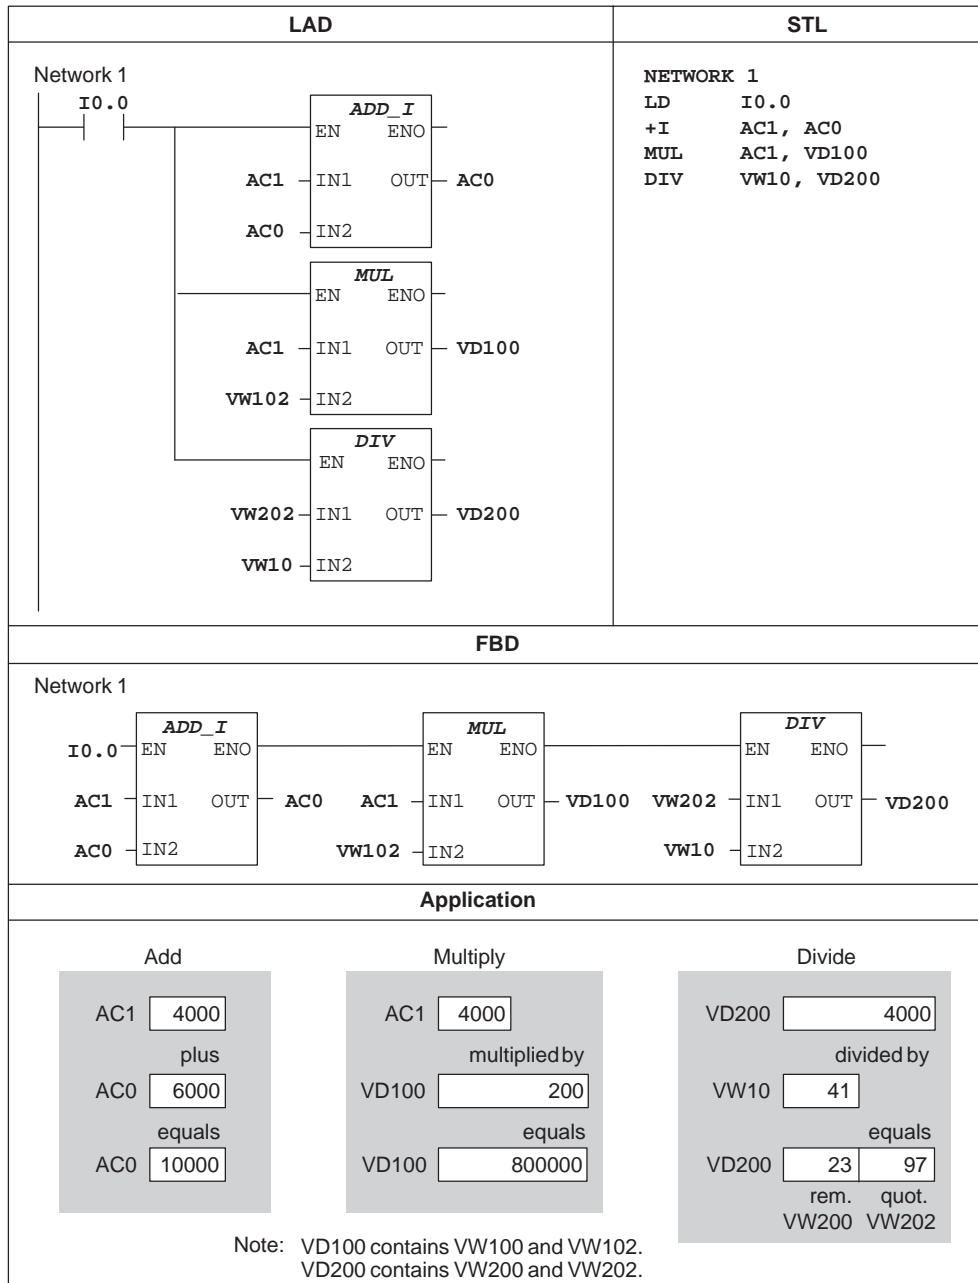 LAD STL
Network 1
I0.0
ADD_I
EN ENO
AC1 IN1 OUT AC0
AC0 IN2
MUL
EN ENO
AC1 IN1 OUT VD100
VW102 IN2
DIV
EN ENO
VW202 IN1 OUT VD200
VW10 IN2
NETWORK 1
LD I0.0
+I AC1, AC0
MUL AC1, VD100
DIV VW10, VD200
FBD
Network 1
ADD_I MUL DIV
I0.0 EN ENO EN ENO EN ENO
AC1 IN1 OUT AC0 AC1 IN1 OUT VD100 VW202 IN1 OUT VD200
AC0 IN2 VW102 IN2 VW10 IN2
Application
Add
AC1 4000
plus
AC0 6000
equals
AC0 10000
Multiply
AC1 4000
multiplied by
VD100 200
equals
VD100 800000
Divide
VD200 4000
divided by
VW10 41
equals
VD200 23 97
rem. quot.
VW200 VW202
Note: VD100 contains VW100 and VW102.
VD200 contains VW200 and VW202.